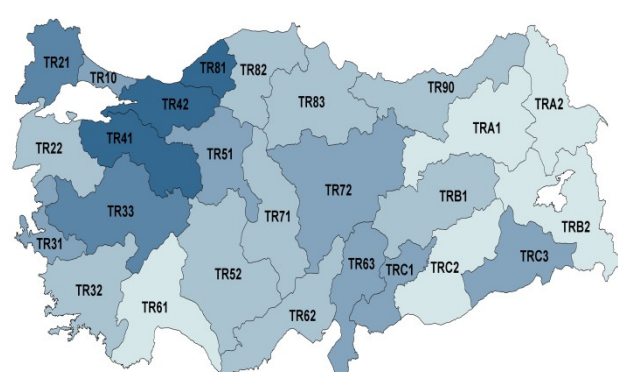 TR21
TR10
TR81
TR82
TR90
TR42
TR83
TRA2
TRA1
TR41
TR22
TR51
TR72
TRB1
TR33
TR71
TRB2
TR31
TR63
TRC1
TRC2
TRC3
TR52
TR32
TR61
TR62